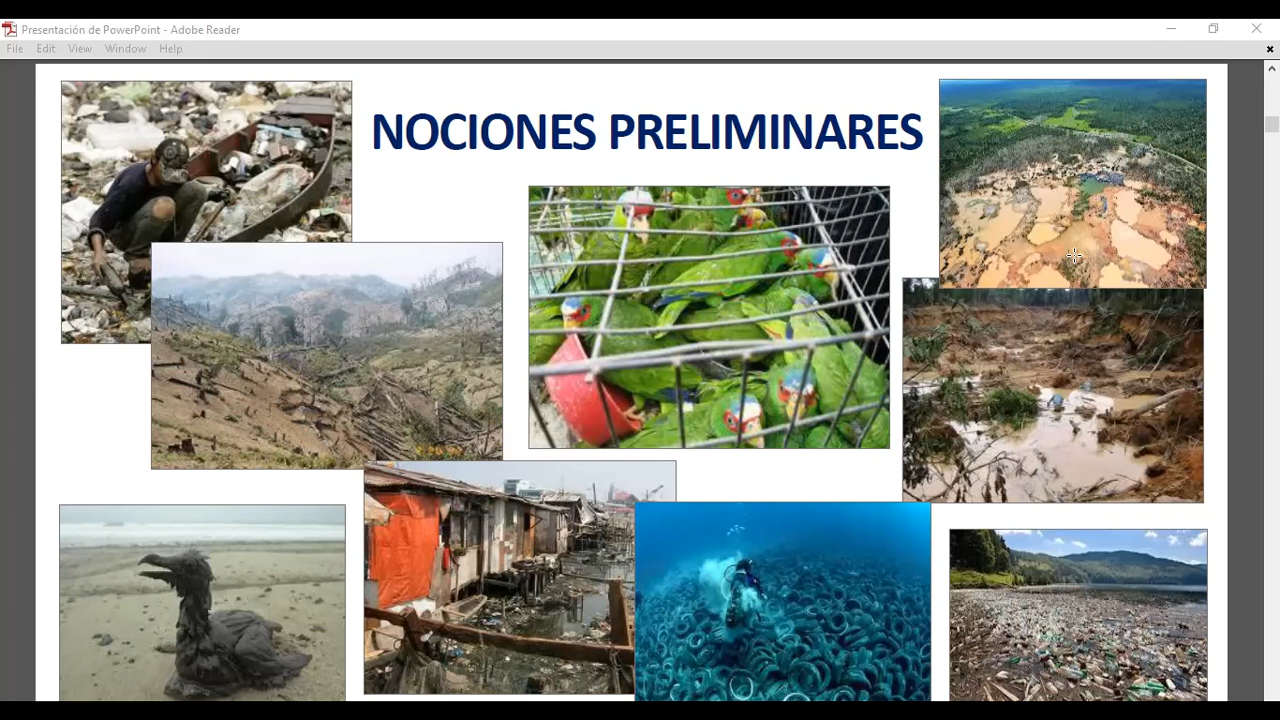 Presentación de PowerPoint - Adobe Reader
File Edit View Window Help
NOCIONES PRELIMINARES